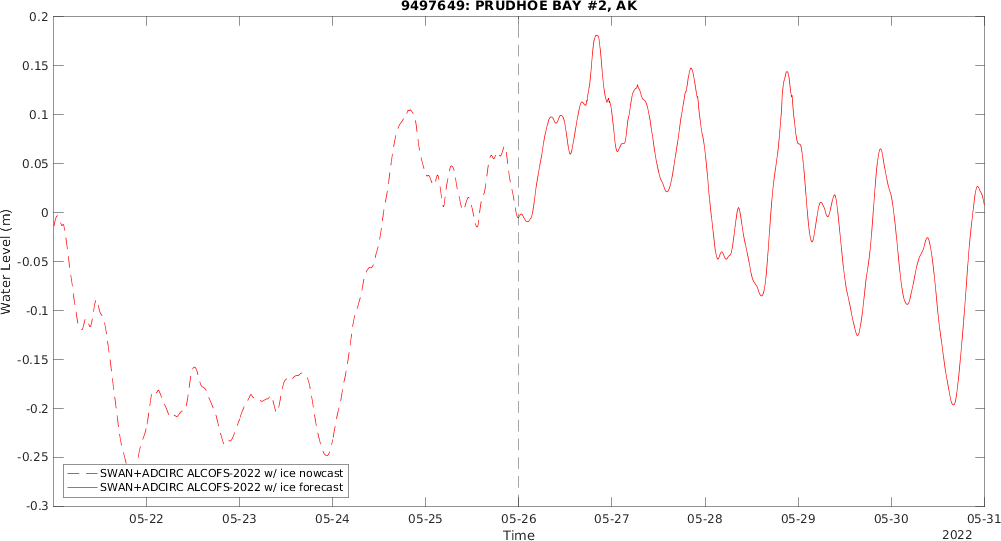 9497649: PRUDHOE BAY #2, AK
0.2
0.15
0.1
0.05
0
-0.05
-0.1
-0.15
-0.2
-0.25
-0.3
Water Level (m)
SWAN+ADCIRC ALCOFS-2022 w/ ice nowcast
SWAN+ADCIRC ALCOFS-2022 w/ ice forecast
05-22 05-23 05-24 05-25 05-26 05-27 05-28 05-29 05-30 05-31
Time
2022